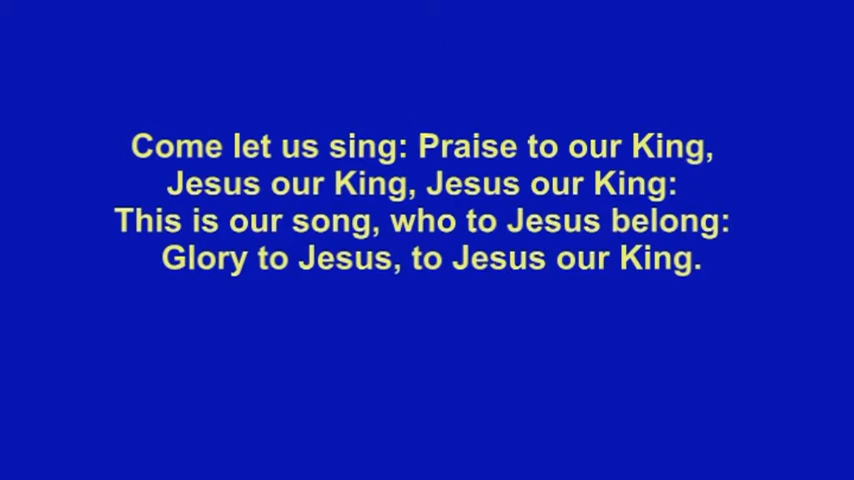 Come let us sing: Praise to our King,
Jesus our King, Jesus our King:
This is our song, who to Jesus belong:
Glory to Jesus, to Jesus our King.